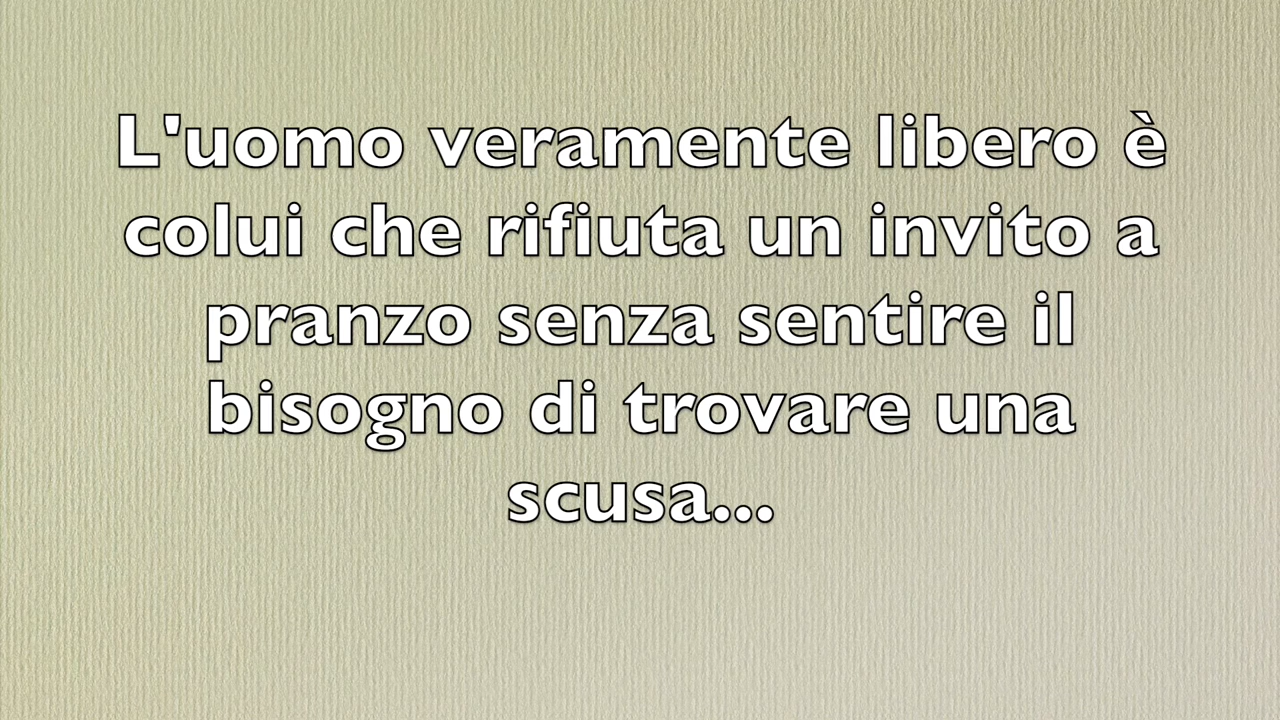 L'uomo veramente libero è
colui che rifiuta un invito a
pranzo senza sentire il
bisogno di trovare una
scusa...